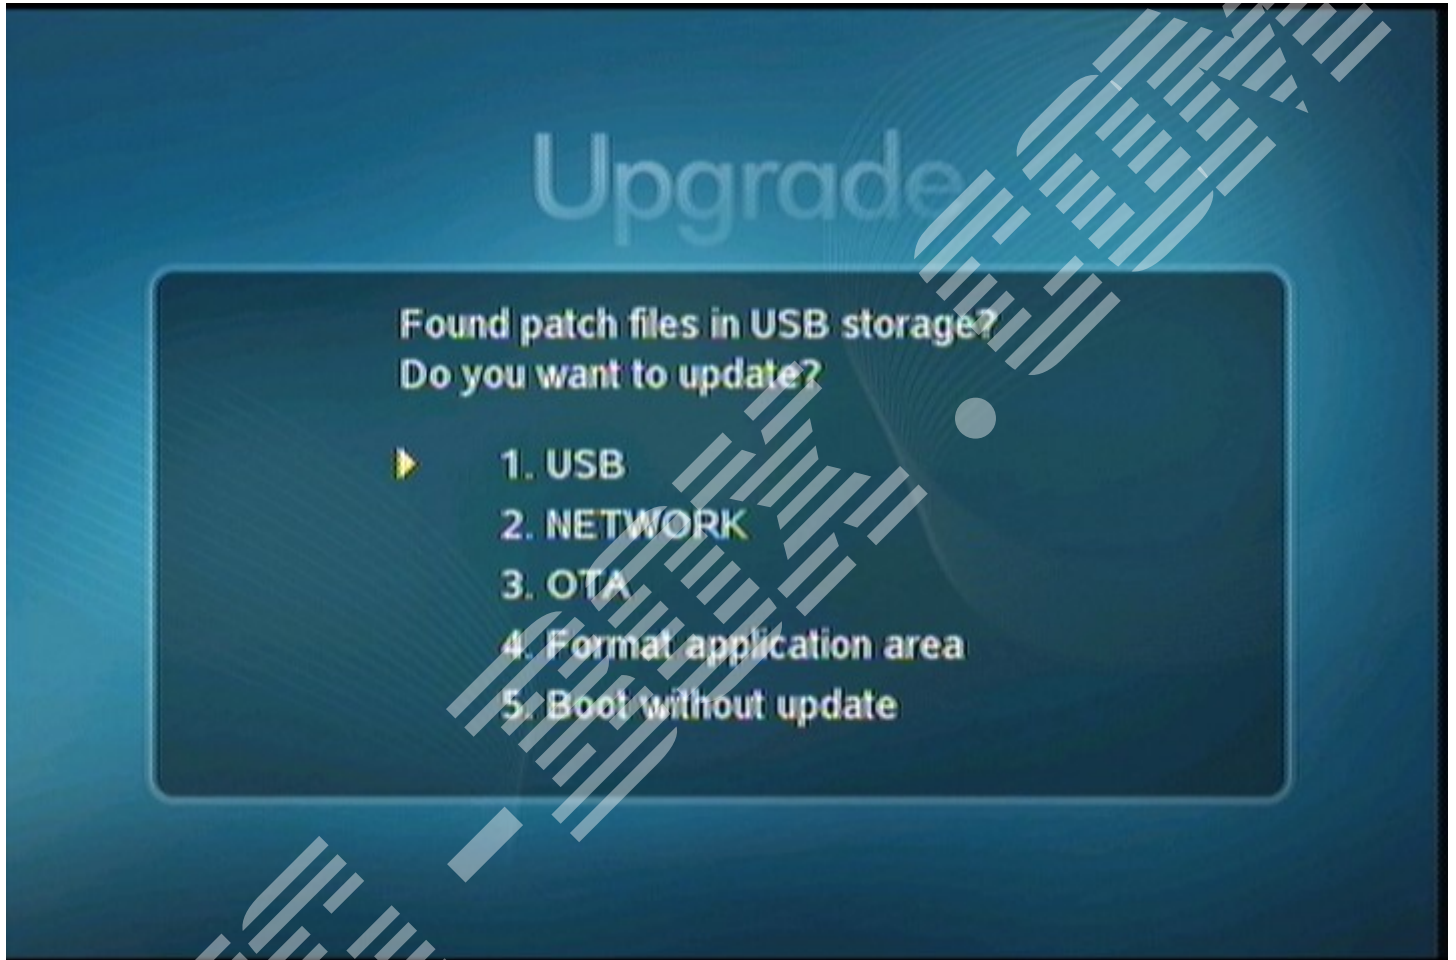 Upgrade
Found patch files in USB storage?
Do you want to update?
1. USB
2. NETWORK
3. OTA
4. Format application area
5. Boot without update